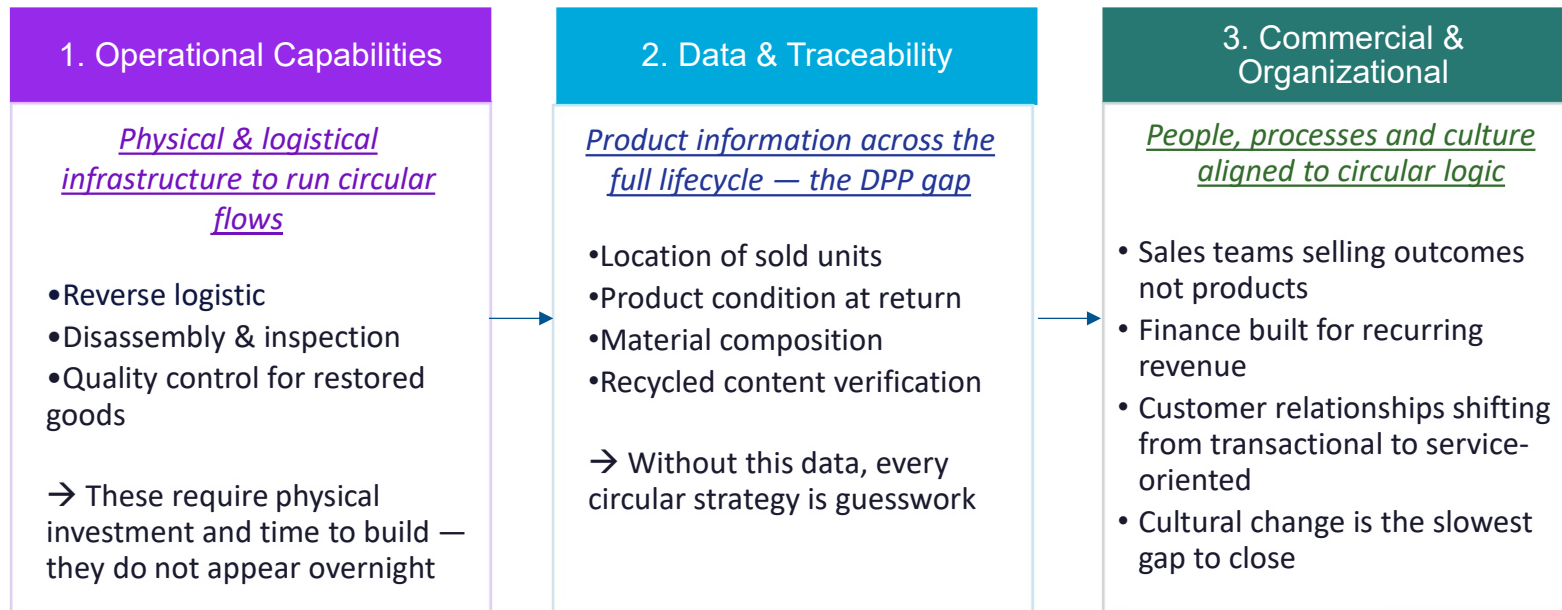 1. Operational Capabilities
Physical & logistical
infrastructure to run circular
flows
•Reverse logistic
•Disassembly & inspection
•Quality control for restored
goods
→ These require physical
investment and time to build —
they do not appear overnight
2. Data & Traceability
Product information across the
full lifecycle — the DPP gap
•Location of sold units
•Product condition at return
•Material composition
•Recycled content verification
→ Without this data, every
circular strategy is guesswork
3. Commercial &
Organizational
People, processes and culture
aligned to circular logic
• Sales teams selling outcomes
not products
• Finance built for recurring
revenue
• Customer relationships shifting
from transactional to service-
oriented
• Cultural change is the slowest
gap to close